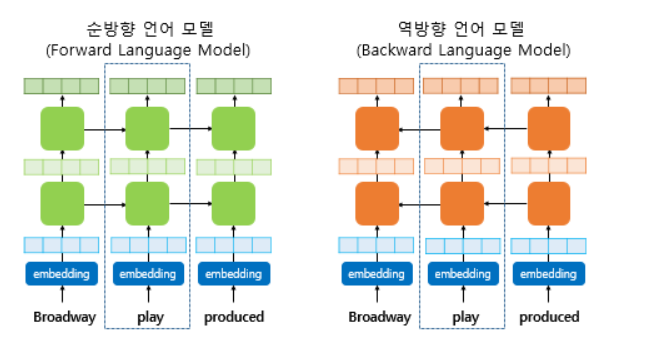 순방향 언어 모델
(Forward Language Model)
embedding embedding embedding
Broadway play produced
역방향 언어 모델
(Backward Language Model)
embedding embedding embedding
Broadway play produced